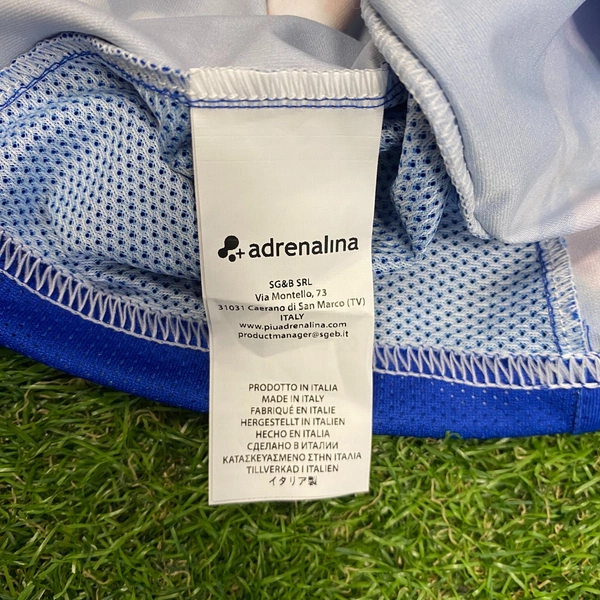 +adrenalina
SG&B SRL
Via Montello, 73
31031 Caerano di San Marco (TV)
ITALY
www.piuadrenalina.com
productmanager@sgeb.it
PRODOTTO IN ITALIA
MADE IN ITALY
FABRIQUÉ EN ITALIE
HERGESTELLT IN ITALIEN
HECHO EN ITALIA
СДЕЛАНО В ИТАЛИИ
ΚΑΤΑΣΚΕΥΑΣΜΕΝΟ ΣΤΗΝ ΙΤΑΛΙΑ
TILLVERKAD I ITALIEN
イタリア製